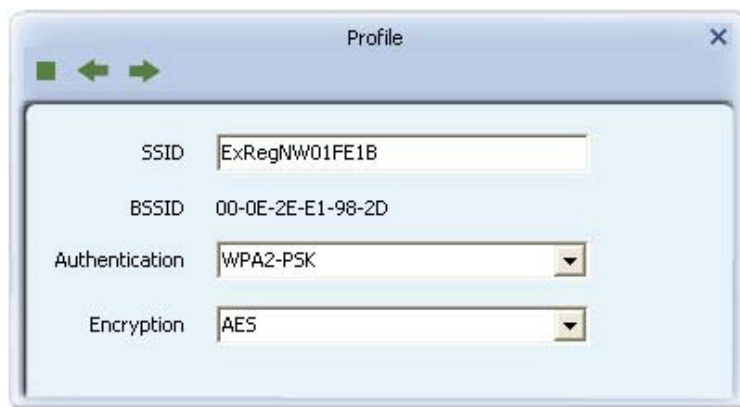 Profile
SSID ExRegNW01FE1B
BSSID 00-0E-2E-E1-98-2D
Authentication WPA2-PSK
Encryption AES